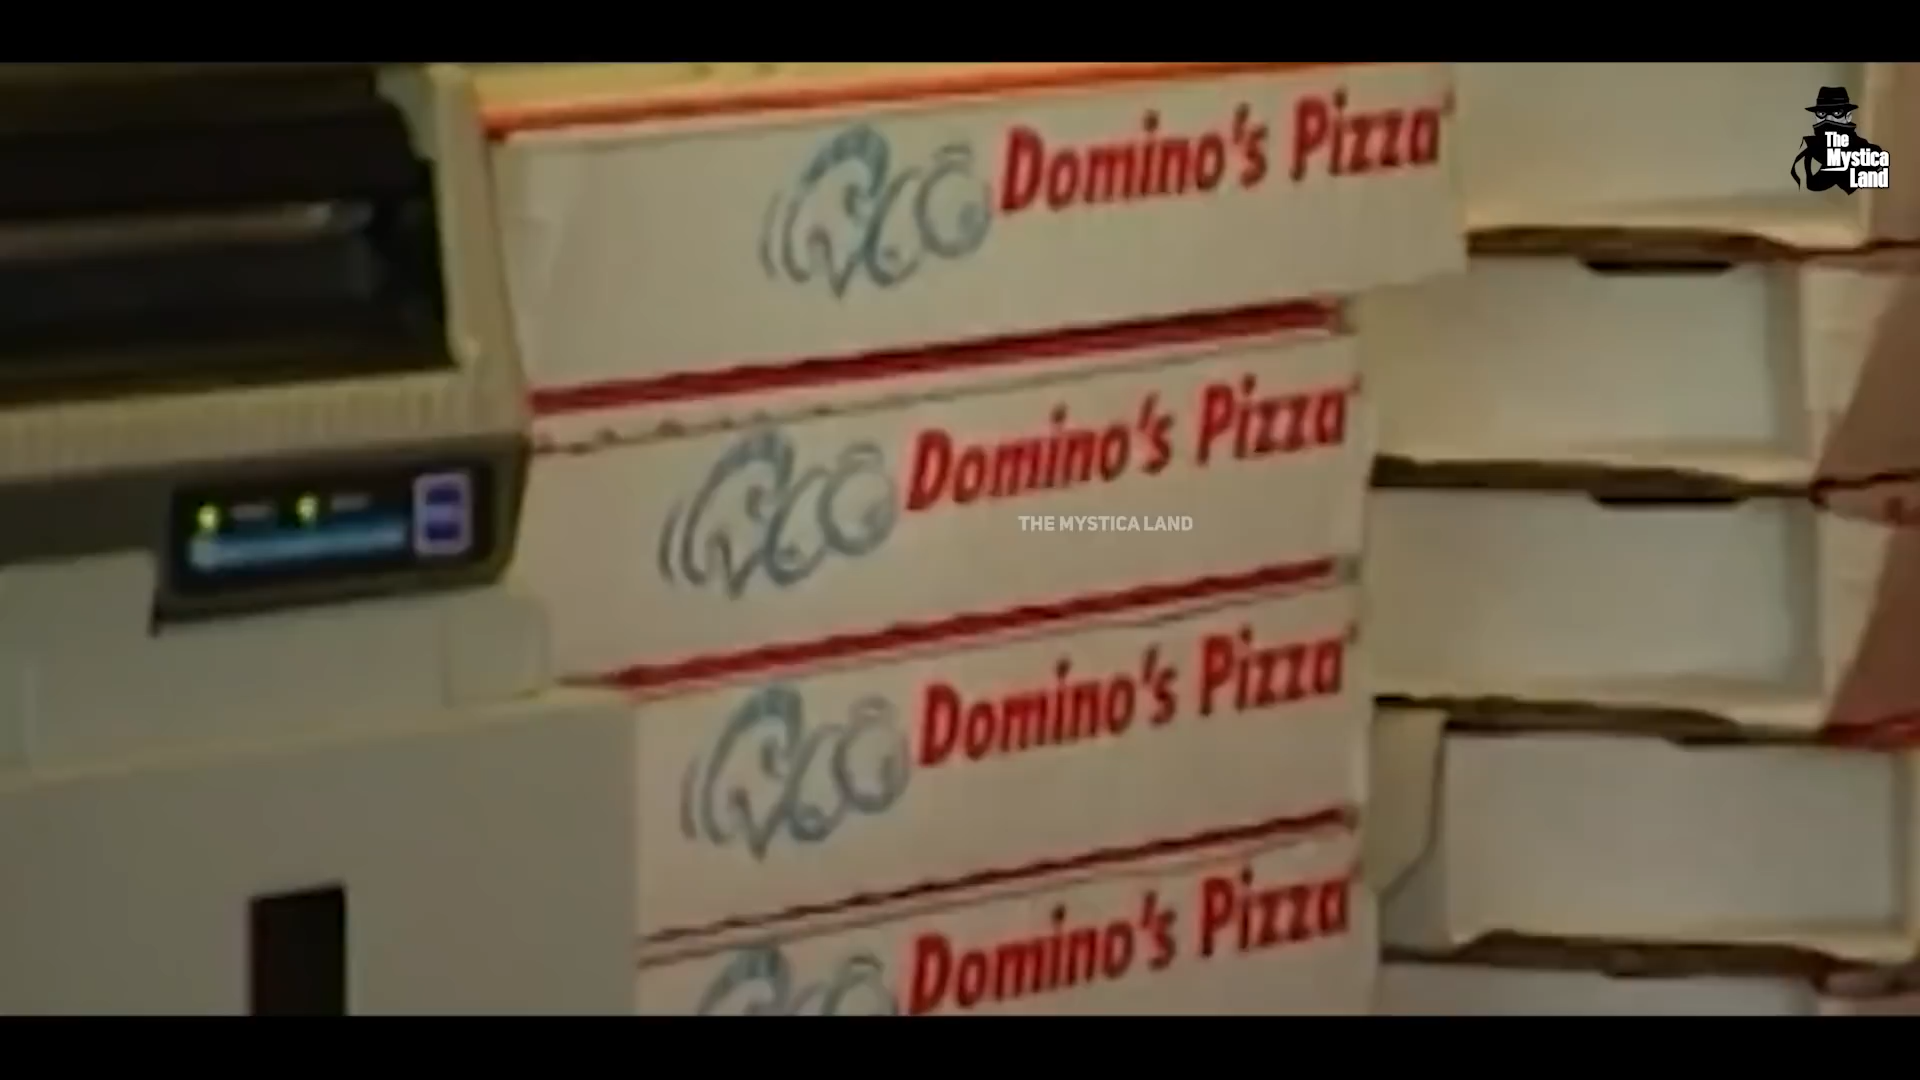 Domino's Pizza
The
Mystica
Land
Domino's Pizza
THE MYSTICA LAND
Domino's Pizza
Domino's Pizza